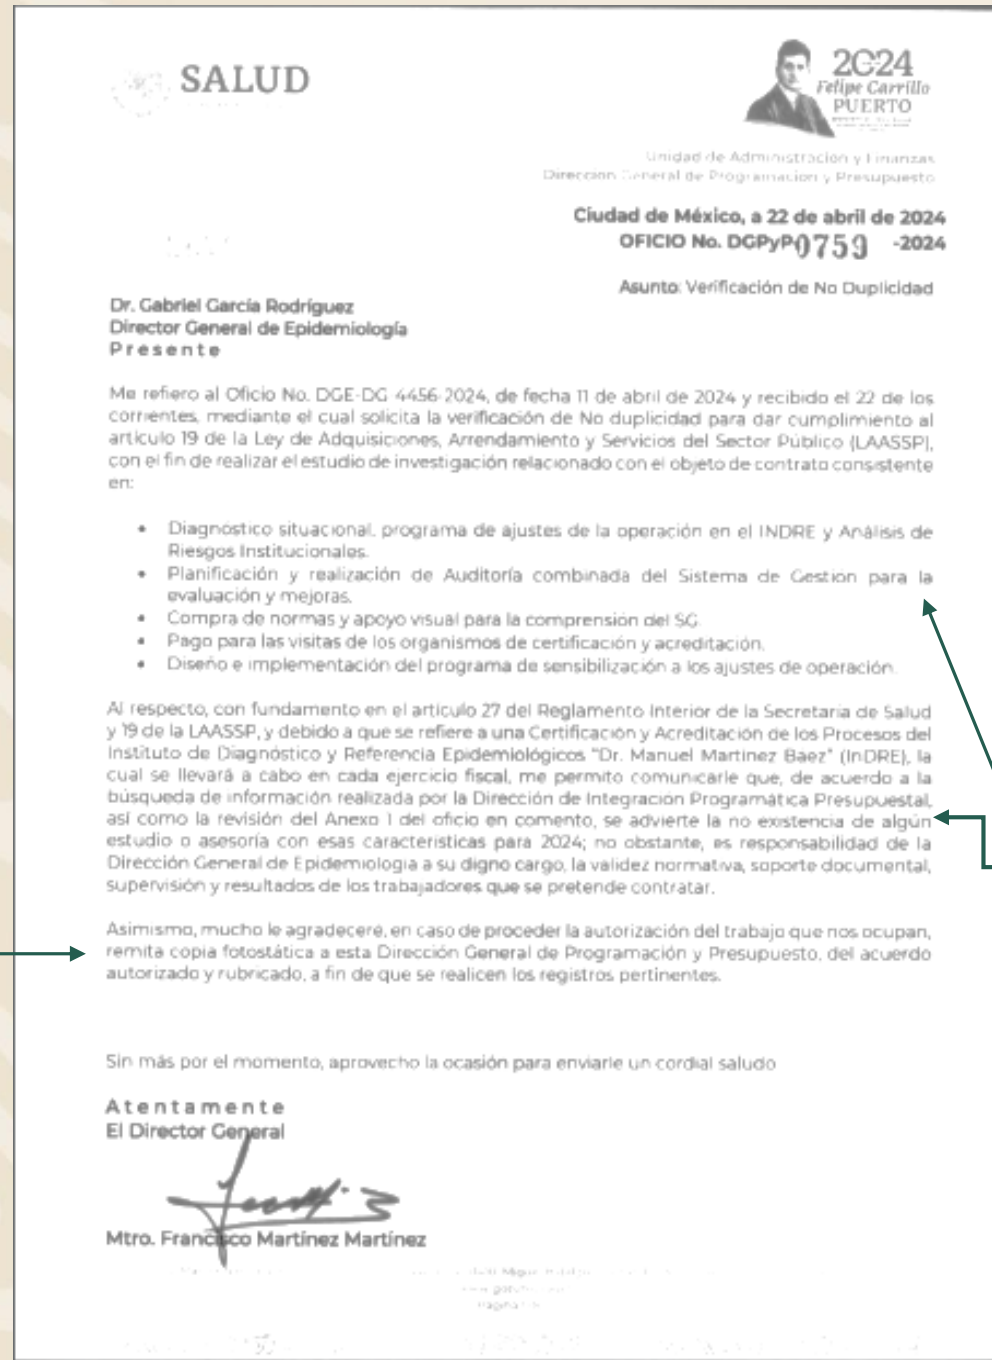 SALUD
2024
Felipe Carrillo
PUERTO
Unidad de Administración y Finanzas
Dirección General de Programación y Presupuesto
Ciudad de México, a 22 de abril de 2024
OFICIO No. DGPyP 0759 -2024
Asunto: Verificación de No Duplicidad
Dr. Gabriel García Rodríguez
Director General de Epidemiología
Presente
Me refiero al Oficio No. DGE-DG 4456-2024, de fecha 11 de abril de 2024 y recibido el 22 de los
corrientes, mediante el cual solicita la verificación de No duplicidad para dar cumplimiento al
artículo 19 de la Ley de Adquisiciones, Arrendamiento y Servicios del Sector Público (LAASSP),
con el fin de realizar el estudio de investigación relacionado con el objeto de contrato consistente
en:
• Diagnóstico situacional, programa de ajustes de la operación en el INDRE y Análisis de
Riesgos Institucionales.
• Planificación y realización de Auditoría combinada del Sistema de Gestion para la
evaluación y mejoras.
• Compra de normas y apoyo visual para la comprensión del SG.
• Pago para las visitas de los organismos de certificación y acreditación.
• Diseño e implementación del programa de sensibilización a los ajustes de operación.
Al respecto, con fundamento en el artículo 27 del Reglamento Interior de la Secretaria de Salud
y 19 de la LAASSP, y debido a que se refiere a una Certificación y Acreditación de los Procesos del
Instituto de Diagnóstico y Referencia Epidemiológicos "Dr. Manuel Martínez Baez" (InDRE), la
cual se llevará a cabo en cada ejercicio fiscal, me permito comunicarle que, de acuerdo a la
búsqueda de información realizada por la Dirección de Integración Programática Presupuestal,
así como la revisión del Anexo 1 del oficio en comento, se advierte la no existencia de algún
estudio o asesoría con esas características para 2024; no obstante, es responsabilidad de la
Dirección General de Epidemiología a su digno cargo, la validez normativa, soporte documental,
supervisión y resultados de los trabajadores que se pretende contratar.
Asimismo, mucho le agradeceré, en caso de proceder la autorización del trabajo que nos ocupan,
remita copia fotostática a esta Dirección General de Programación y Presupuesto, del acuerdo
autorizado y rubricado, a fin de que se realicen los registros pertinentes.
Sin más por el momento, aprovecho la ocasión para enviarle un cordial saludo
Atentamente
El Director General
Mtro. Francisco Martínez Martínez